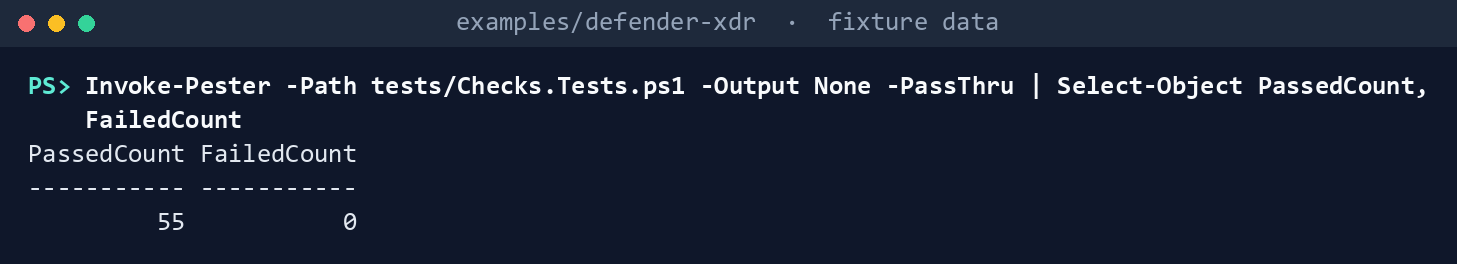 examples/defender-xdr · fixture data
PS> Invoke-Pester -Path tests/Checks.Tests.ps1 -Output None -PassThru | Select-Object PassedCount,
FailedCount
PassedCount FailedCount
----------- -----------
55 0